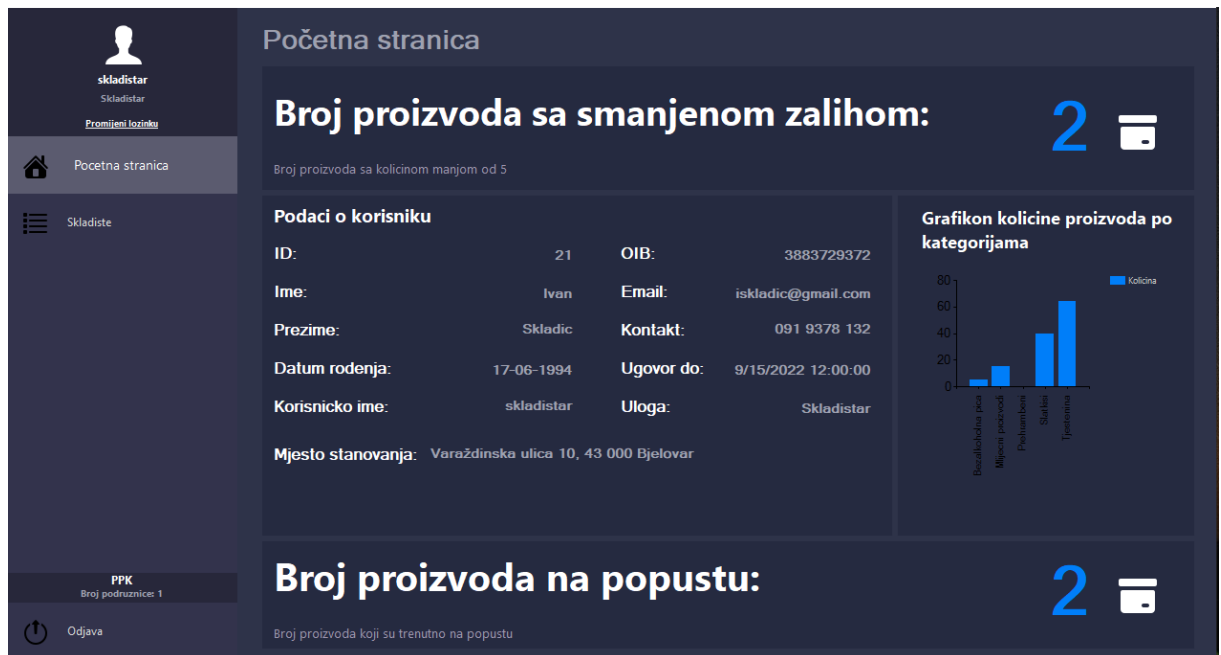 skladistar
Skladistar
Promijeni lozinku
Pocetna stranica
Skladiste
PPK
Broj podruznice: 1
Odjava
Početna stranica
Broj proizvoda sa smanjenom zalihom:
2
Broj proizvoda sa kolicinom manjom od 5
Podaci o korisniku
ID: 21 OIB: 3883729372
Ime: Ivan Email: iskladic@gmail.com
Prezime: Skladic Kontakt: 091 9378 132
Datum rodenja: 17-06-1994 Ugovor do: 9/15/2022 12:00:00
Korisnicko ime: skladistar Uloga: Skladistar
Mjesto stanovanja: Varaždinska ulica 10, 43 000 Bjelovar
Grafikon kolicine proizvoda po
kategorijama
80
60
40
20
0
Kolicina
Bezalkoholna pica
Mlijecni proizvodi
Prehrambeni
Slatkisi
Tjestenina
Broj proizvoda na popustu:
2
Broj proizvoda koji su trenutno na popustu